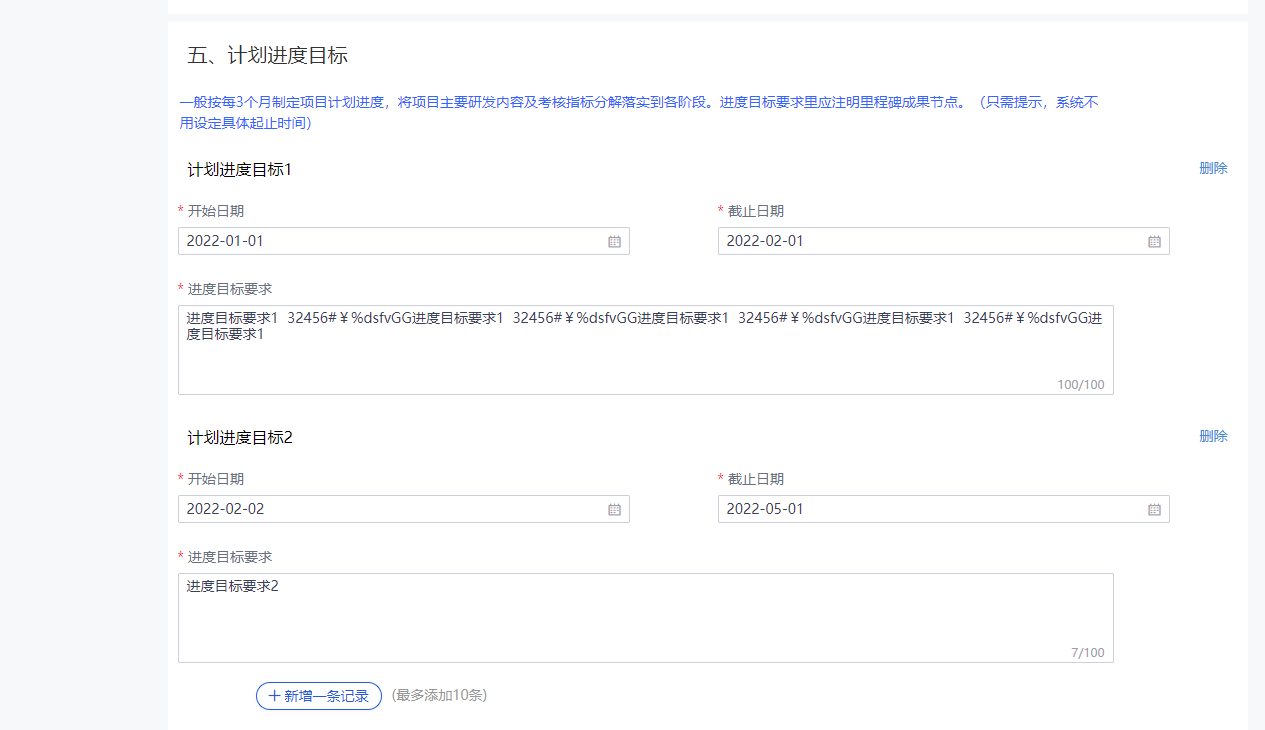 五、计划进度目标
一般按每3个月制定项目计划进度，将项目主要研发内容及考核指标分解落实到各阶段。进度目标要求里应注明里程碑成果节点。（只需提示，系统不
用设定具体起止时间）
计划进度目标1 删除
* 开始日期 * 截止日期
2022-01-01 2022-02-01
* 进度目标要求
进度目标要求1  32456#￥%dsfvGG进度目标要求1  32456#￥%dsfvGG进度目标要求1  32456#￥%dsfvGG进度目标要求1  32456#￥%dsfvGG进
度目标要求1
100/100
计划进度目标2 删除
* 开始日期 * 截止日期
2022-02-02 2022-05-01
* 进度目标要求
进度目标要求2
7/100
+ 新增一条记录 (最多添加10条)